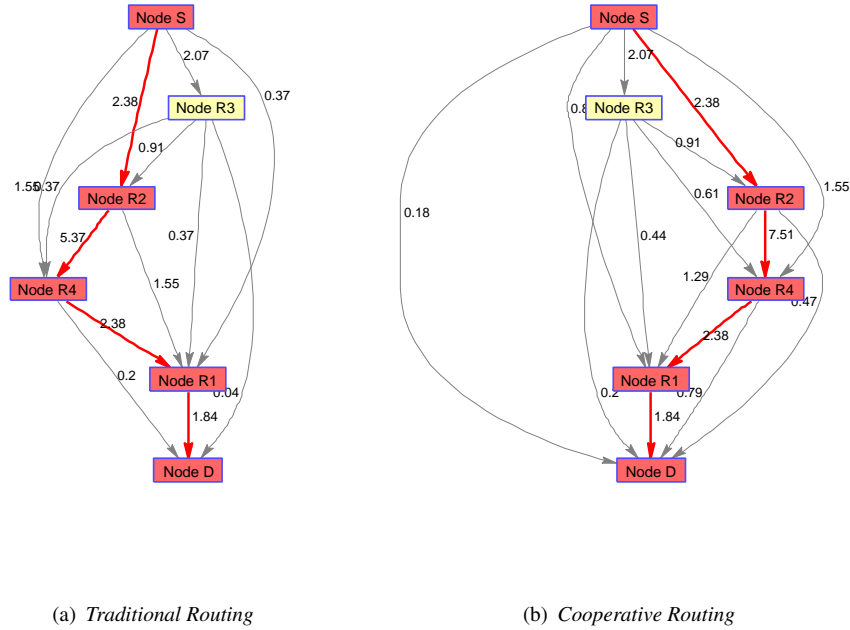 Node S
2.07
0.37
2.38
Node R3
0.91
1.55
0.37
Node R2
5.37
0.37
1.55
Node R4
2.38
0.2
Node R1
0.04
1.84
Node D
(a) Traditional Routing
Node S
2.07
2.38
Node R3
0.91
0.61
1.55
Node R2
0.18
0.44
7.51
1.29
Node R4
0.47
2.38
Node R1
0.2
0.79
1.84
Node D
(b) Cooperative Routing